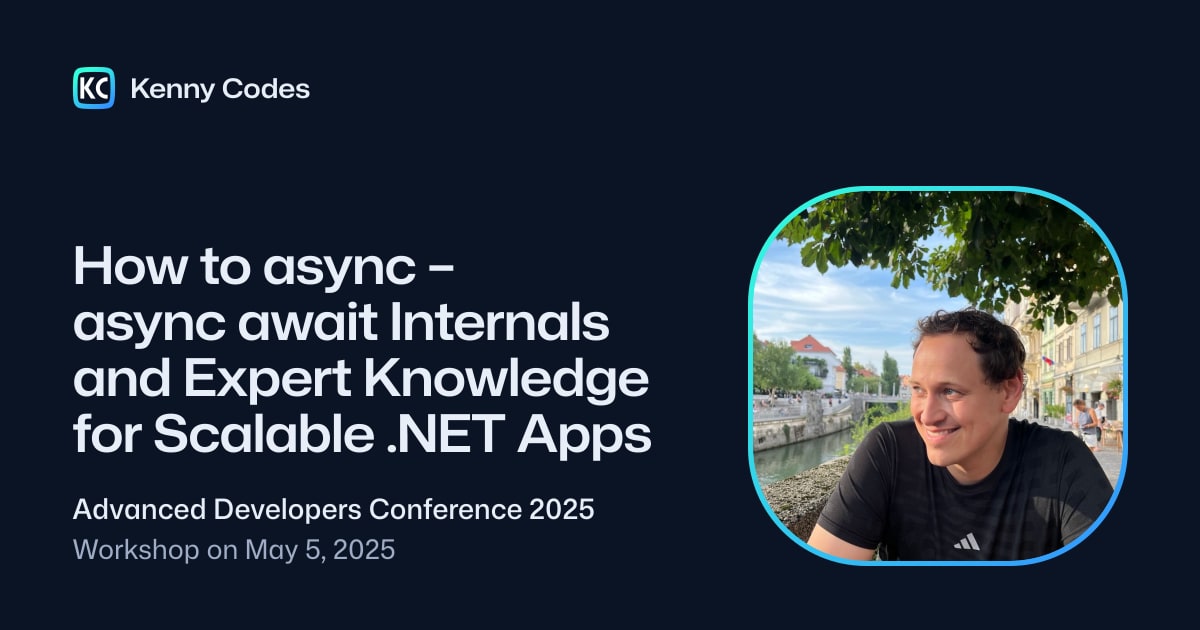 KC
Kenny Codes
How to async –
async await Internals
and Expert Knowledge
for Scalable .NET Apps
Advanced Developers Conference 2025
Workshop on May 5, 2025